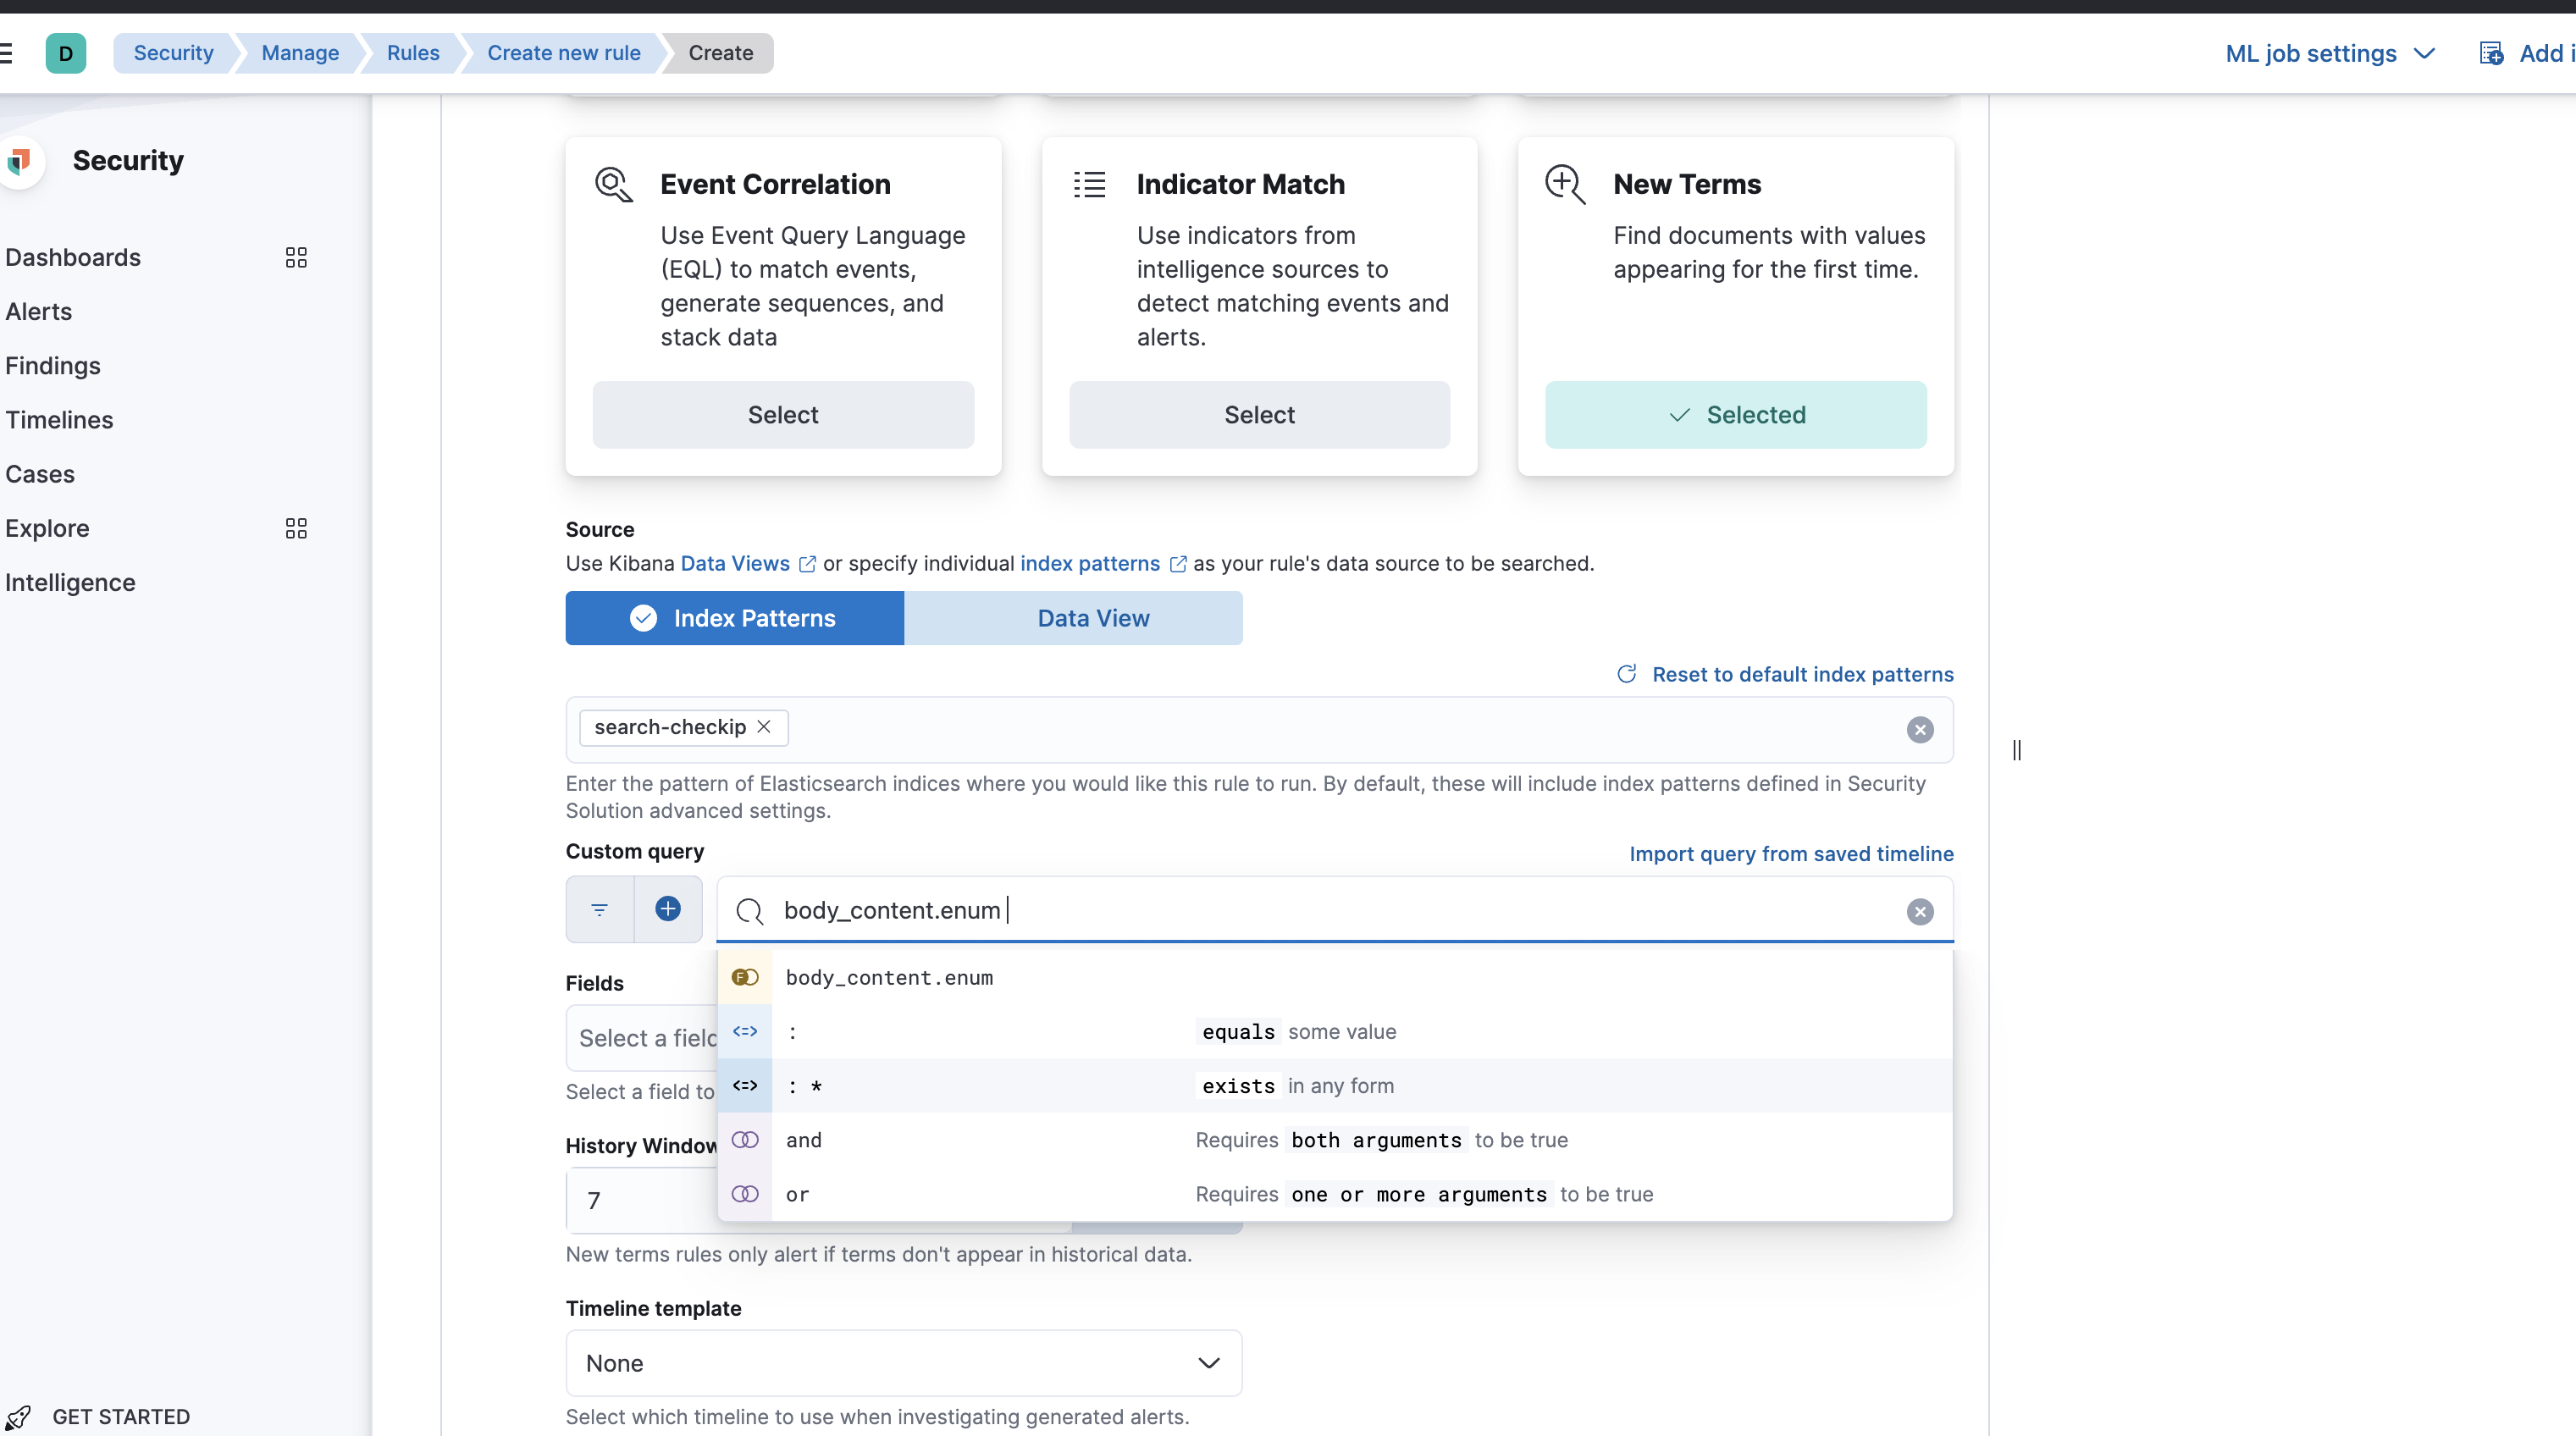 D
Security
Manage
Rules
Create new rule
Create
ML job settings
Add i
Security
Dashboards
Alerts
Findings
Timelines
Cases
Explore
Intelligence
GET STARTED
Event Correlation
Use Event Query Language
(EQL) to match events,
generate sequences, and
stack data
Select
Indicator Match
Use indicators from
intelligence sources to
detect matching events and
alerts.
Select
New Terms
Find documents with values
appearing for the first time.
Selected
Source
Use Kibana Data Views or specify individual index patterns as your rule's data source to be searched.
Index Patterns
Data View
Reset to default index patterns
search-checkip
Enter the pattern of Elasticsearch indices where you would like this rule to run. By default, these will include index patterns defined in Security
Solution advanced settings.
Custom query
Import query from saved timeline
body_content.enum
F body_content.enum
: equals some value
: * exists in any form
and Requires both arguments to be true
or Requires one or more arguments to be true
Fields
Select a field
Select a field to
History Window
7
New terms rules only alert if terms don't appear in historical data.
Timeline template
None
Select which timeline to use when investigating generated alerts.